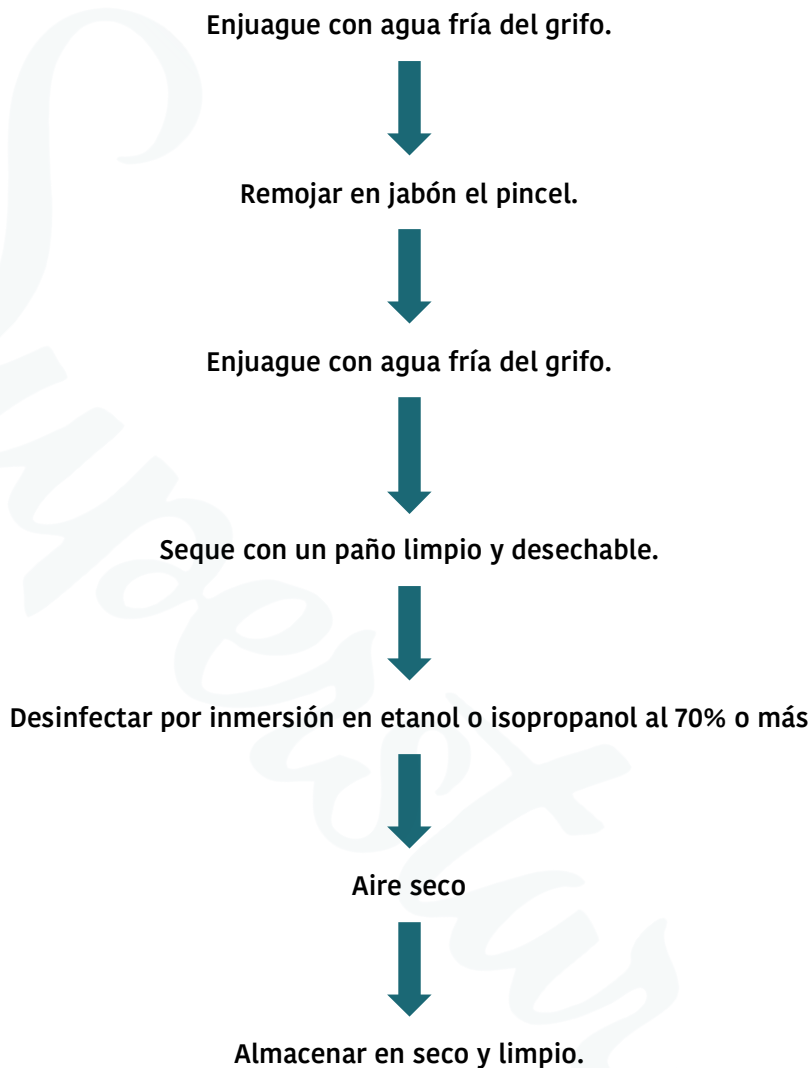 Enjuague con agua fría del grifo.
Remojar en jabón el pincel.
Enjuague con agua fría del grifo.
Seque con un paño limpio y desechable.
Desinfectar por inmersión en etanol o isopropanol al 70% o más
Aire seco
Almacenar en seco y limpio.
Superstar